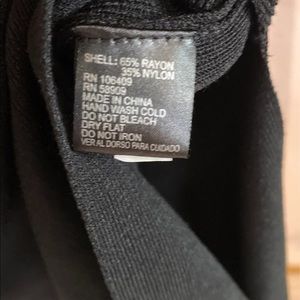 SHELL: 65% RAYON
35% NYLON
RN 106409
RN 58909
MADE IN CHINA
HAND WASH COLD
DO NOT BLEACH
DRY FLAT
DO NOT IRON
VER AL DORSO PARA CUIDADO